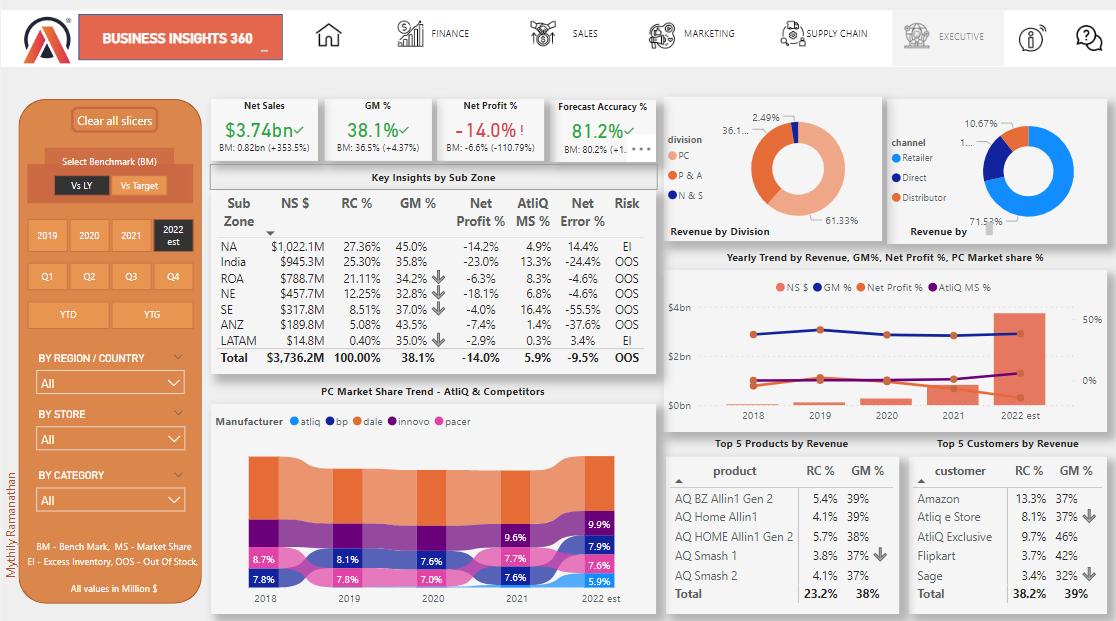 BUSINESS INSIGHTS 360
FINANCE
SALES
MARKETING
SUPPLY CHAIN
EXECUTIVE
Clear all slicers
Select Benchmark (BM)
Vs LY
Vs Target
2019
2020
2021
2022 est
Q1
Q2
Q3
Q4
YTD
YTG
BY REGION / COUNTRY
All
BY STORE
All
BY CATEGORY
All
BM - Bench Mark, MS - Market Share
EI - Excess Inventory, OOS - Out Of Stock,
All values in Million $
Mythily Ramanathan
Net Sales
$3.74bn
BM: 0.82bn (+353.5%)
GM %
38.1%
BM: 36.5% (+4.37%)
Net Profit %
-14.0% !
BM: -6.6% (-110.79%)
Forecast Accuracy %
81.2%
BM: 80.2% (+1.
Key Insights by Sub Zone
Sub Zone NS $ RC % GM % Net Profit % AtliQ MS % Net Error % Risk
NA $1,022.1M 27.36% 45.0% -14.2% 4.9% 14.4% EI
India $945.3M 25.30% 35.8% -23.0% 13.3% -24.4% OOS
ROA $788.7M 21.11% 34.2% -6.3% 8.3% -4.6% OOS
NE $457.7M 12.25% 32.8% -18.1% 6.8% -4.6% OOS
SE $317.8M 8.51% 37.0% -4.0% 16.4% -55.5% OOS
ANZ $189.8M 5.08% 43.5% -7.4% 1.4% -37.6% OOS
LATAM $14.8M 0.40% 35.0% -2.9% 0.3% 3.4% EI
Total $3,736.2M 100.00% 38.1% -14.0% 5.9% -9.5% OOS
PC Market Share Trend - AtliQ & Competitors
Manufacturer atliq bp dale innovo pacer
8.7%
7.8%
8.1%
7.8%
7.6%
7.0%
9.6%
7.7%
7.6%
9.9%
7.9%
7.6%
5.9%
2018 2019 2020 2021 2022 est
division
PC
P & A
N & S
2.49%
36.1...
61.33%
Revenue by Division
channel
Retailer
Direct
Distributor
10.67%
1...
71.53%
Revenue by
Yearly Trend by Revenue, GM%, Net Profit %, PC Market share %
NS $ GM % Net Profit % AtliQ MS %
$4bn
$2bn
$0bn
50%
0%
2018 2019 2020 2021 2022 est
Top 5 Products by Revenue
product RC % GM %
AQ BZ Allin1 Gen 2 5.4% 39%
AQ Home Allin1 4.1% 39%
AQ HOME Allin1 Gen 2 5.7% 38%
AQ Smash 1 3.8% 37%
AQ Smash 2 4.1% 37%
Total 23.2% 38%
Top 5 Customers by Revenue
customer RC % GM %
Amazon 13.3% 37%
Atliq e Store 8.1% 37%
AtliQ Exclusive 9.7% 46%
Flipkart 3.7% 42%
Sage 3.4% 32%
Total 38.2% 39%